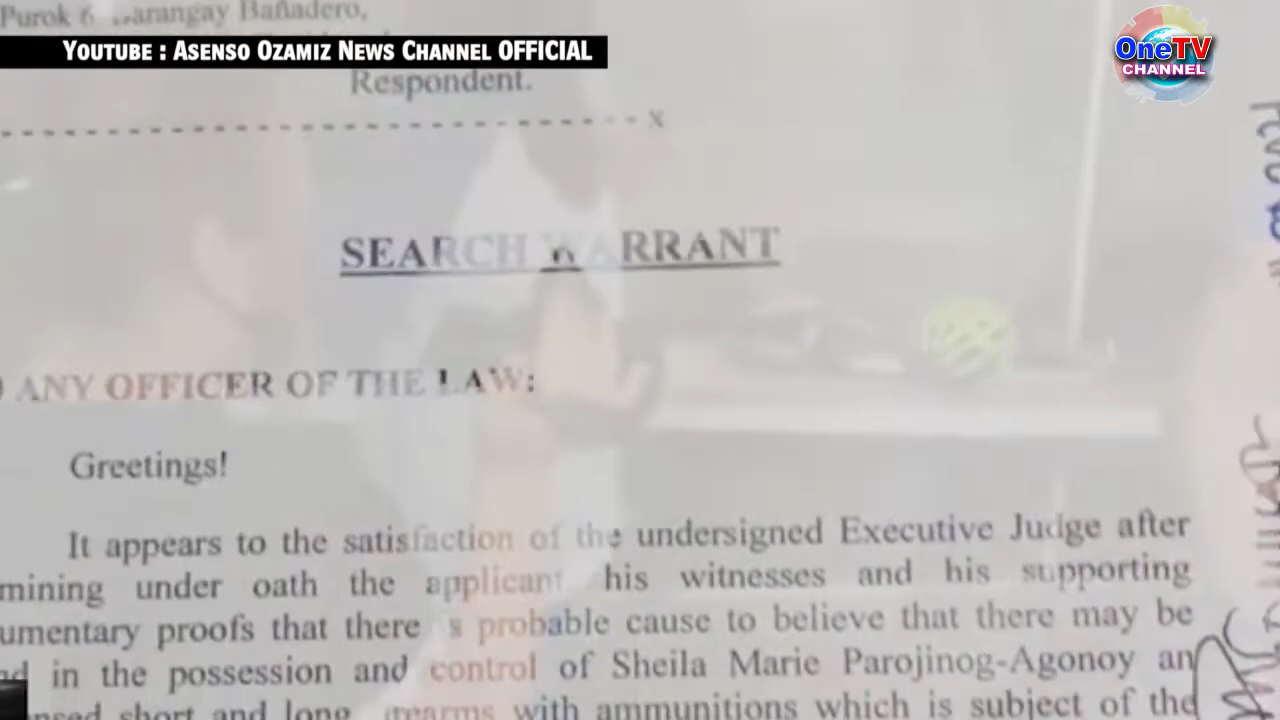 Purok 6 Barangay Bañadero,
YOUTUBE : ASENSO OZAMIZ NEWS CHANNEL OFFICIAL
OneTV
CHANNEL
Respondent.
x
SEARCH WARRANT
ANY OFFICER OF THE LAW:
Greetings!
It appears to the satisfaction of the undersigned Executive Judge after
mining under oath the applicant his witnesses and his supporting
umentary proofs that there s probable cause to believe that there may be
in the possession and control of Sheila Marie Parojinog-Agonoy an
short and long firearms with ammunitions which is subject of the